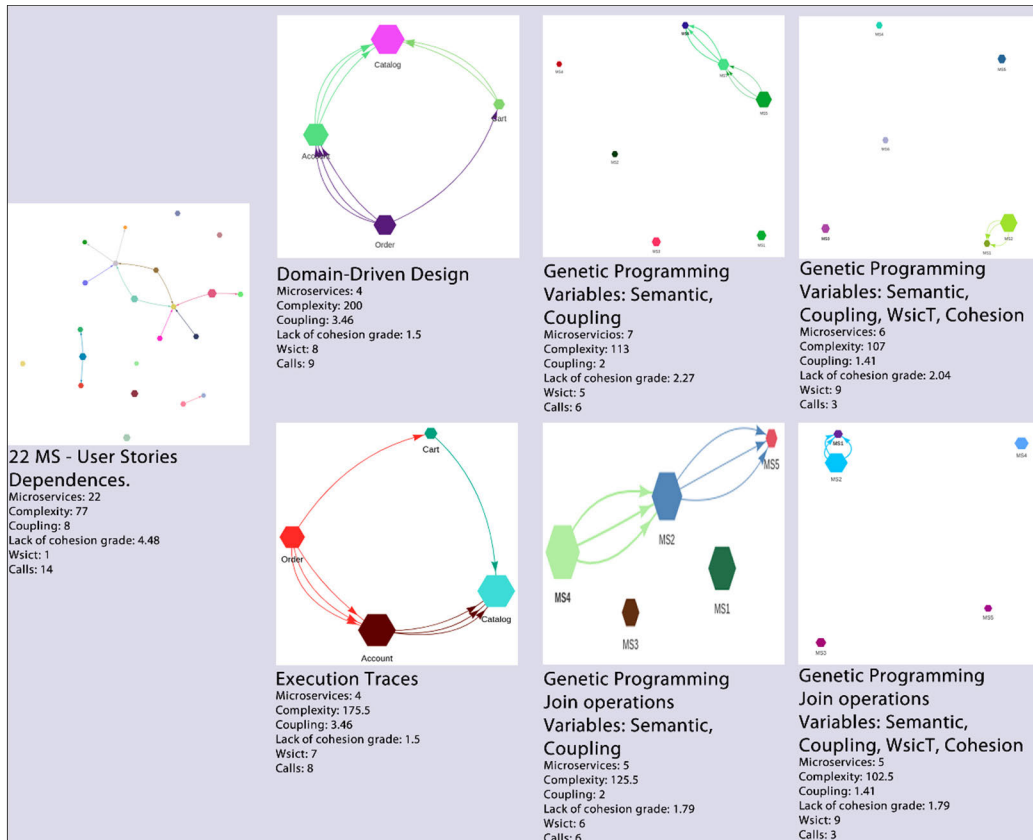 Catalog
Cart
Account
Order
Domain-Driven Design
Microservices: 4
Complexity: 200
Coupling: 3.46
Lack of cohesion grade: 1.5
Wsict: 8
Calls: 9
MS4
MS2
MS1
Genetic Programming
Variables: Semantic,
Coupling
Microservicios: 7
Complexity: 113
Coupling: 2
Lack of cohesion grade: 2.27
Wsict: 5
Calls: 6
MS4
MS3
MS2
Genetic Programming
Variables: Semantic,
Coupling, WsicT, Cohesion
Microservices: 6
Complexity: 107
Coupling: 1.41
Lack of cohesion grade: 2.04
Wsict: 9
Calls: 3
22 MS - User Stories
Dependences.
Microservices: 22
Complexity: 77
Coupling: 8
Lack of cohesion grade: 4.48
Wsict: 1
Calls: 14
Cart
Order
Catalog
Account
Execution Traces
Microservices: 4
Complexity: 175.5
Coupling: 3.46
Lack of cohesion grade: 1.5
Wsict: 7
Calls: 8
MS5
MS2
MS4
MS1
MS3
Genetic Programming
Join operations
Variables: Semantic,
Coupling
Microservices: 5
Complexity: 125.5
Coupling: 2
Lack of cohesion grade: 1.79
Wsict: 6
Calls: 6
MS1
MS2
MS4
MS5
MS3
Genetic Programming
Join operations
Variables: Semantic,
Coupling, WsicT, Cohesion
Microservices: 5
Complexity: 102.5
Coupling: 1.41
Lack of cohesion grade: 1.79
Wsict: 9
Calls: 3